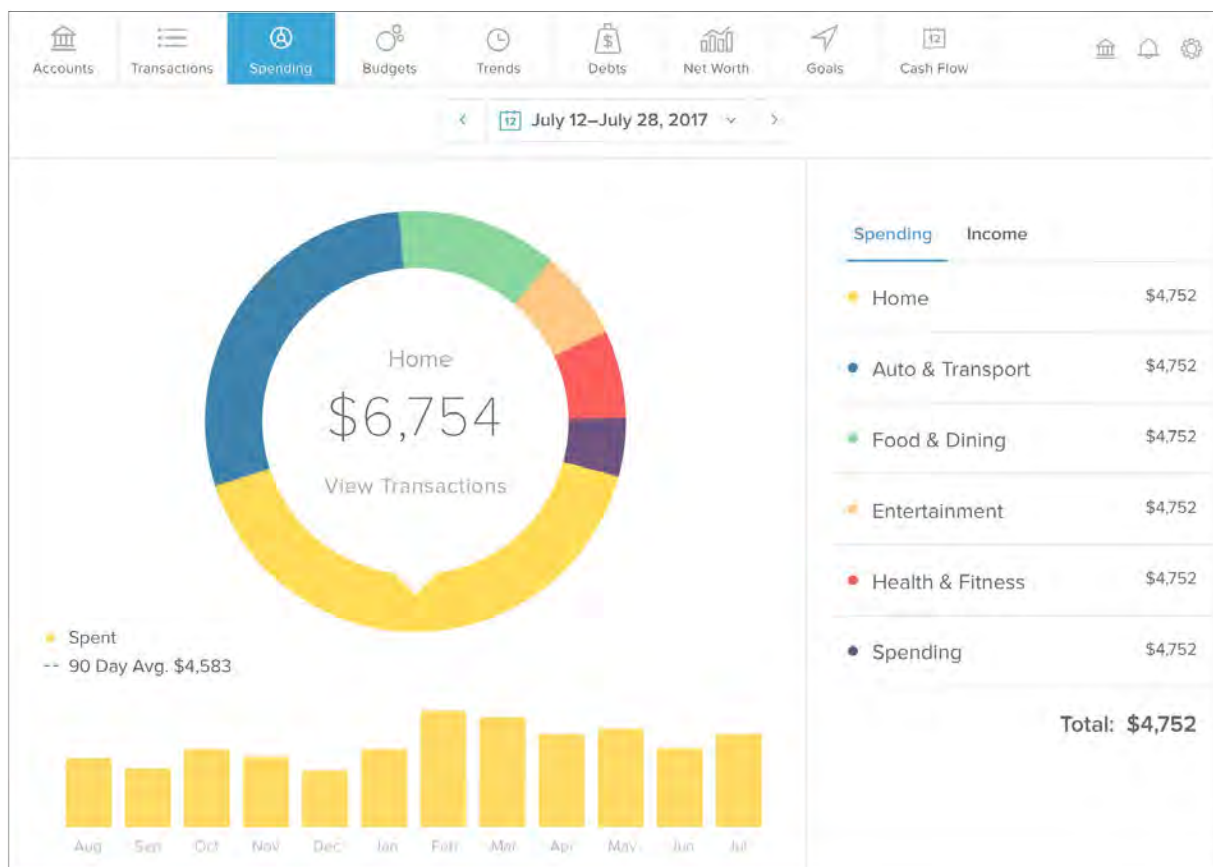 Accounts Transactions Spending Budgets Trends Debts Net Worth Goals Cash Flow
12
12 July 12–July 28, 2017
Home
$6,754
View Transactions
Spending Income
Home $4,752
Auto & Transport $4,752
Food & Dining $4,752
Entertainment $4,752
Health & Fitness $4,752
Spending $4,752
Total: $4,752
Spent
-- 90 Day Avg. $4,583
Aug Sep Oct Nov Dec Jan Feb Mar Apr May Jun Jul